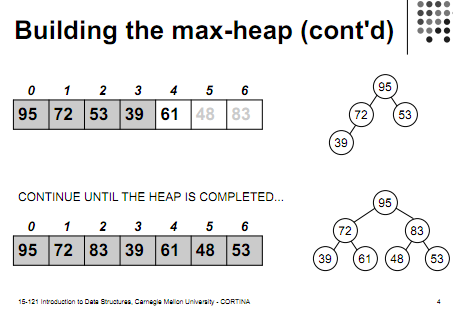 Building the max-heap (cont'd)
0 1 2 3 4 5 6
95 72 53 39 61 48 83
95
72 53
39
CONTINUE UNTIL THE HEAP IS COMPLETED...
0 1 2 3 4 5 6
95 72 83 39 61 48 53
95
72 83
39 61 48 53
15-121 Introduction to Data Structures, Carnegie Mellon University - CORTINA
4